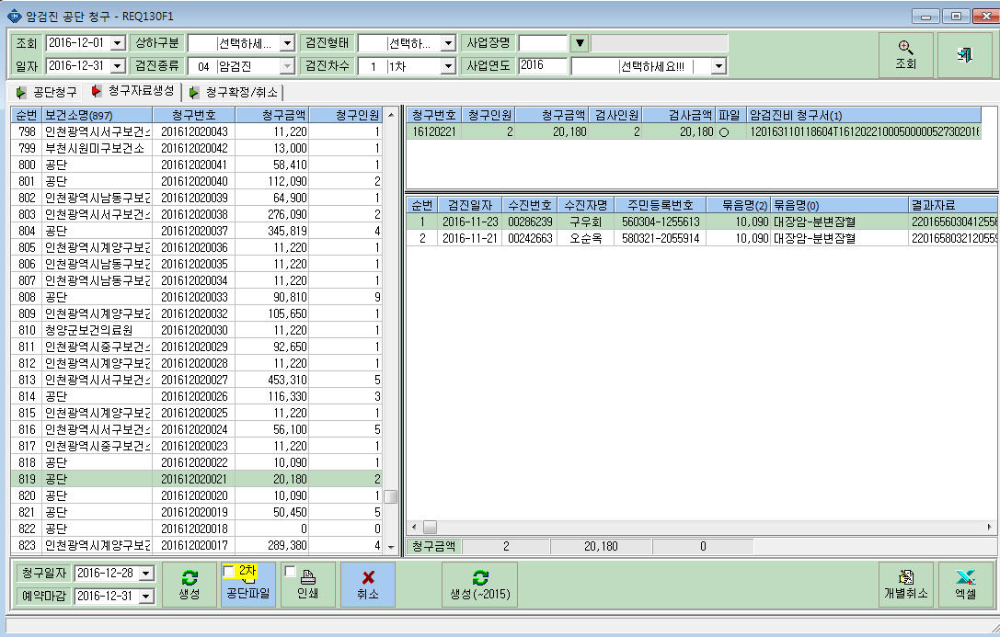 암검진 공단 청구 - REQ130F1
조회 2016-12-01 상하구분 선택하세... 검진형태 선택하... 사업장명
일자 2016-12-31 검진종류 04 암검진 검진차수 1 1차 사업연도 2016 선택하세요!!! 조회
공단청구 청구자료생성 청구확정/취소
순번 보건소명(897) 청구번호 청구금액 청구인원
798 인천광역시서구보건소 201612020043 11,220 1
799 부천시원미구보건소 201612020042 13,000 1
800 공단 201612020041 58,410 1
801 공단 201612020040 112,090 2
802 인천광역시남동구보건 201612020039 64,900 1
803 인천광역시서구보건소 201612020038 276,090 2
804 공단 201612020037 345,819 4
805 인천광역시계양구보건 201612020036 11,220 1
806 인천광역시남동구보건 201612020035 11,220 1
807 인천광역시남동구보건 201612020034 11,220 1
808 공단 201612020033 90,810 9
809 인천광역시계양구보건 201612020032 105,650 1
810 청양군보건의료원 201612020030 11,220 1
811 인천광역시중구보건소 201612020029 92,650 1
812 인천광역시계양구보건 201612020028 11,220 1
813 인천광역시서구보건소 201612020027 453,310 5
814 공단 201612020026 116,330 3
815 인천광역시계양구보건 201612020025 11,220 1
816 인천광역시서구보건소 201612020024 56,100 5
817 인천광역시중구보건소 201612020023 11,220 1
818 공단 201612020022 10,090 1
819 공단 201612020021 20,180 2
820 공단 201612020020 10,090 1
821 공단 201612020019 50,450 5
822 공단 201612020018 0 0
823 인천광역시계양구보건 201612020017 289,380 4
청구번호 청구인원 청구금액 검사인원 검사금액 파일 암검진비 청구서(1)
16120221 2 20,180 2 20,180 ○ 120163110118604T1612022100050000052730201
순번 검진일자 수진번호 수진자명 주민등록번호 묶음명(2) 묶음명(0) 결과자료
1 2016-11-23 00286239 구우회 560304-1255613 10,090 대장암-분변잠혈 2201656030412556
2 2016-11-21 00242663 오순옥 580321-2055914 10,090 대장암-분변잠혈 2201658032120559
청구금액 2 20,180 0
청구일자 2016-12-28
예약마감 2016-12-31
생성
2차
공단파일
인쇄
취소
생성(~2015)
개별취소
엑셀